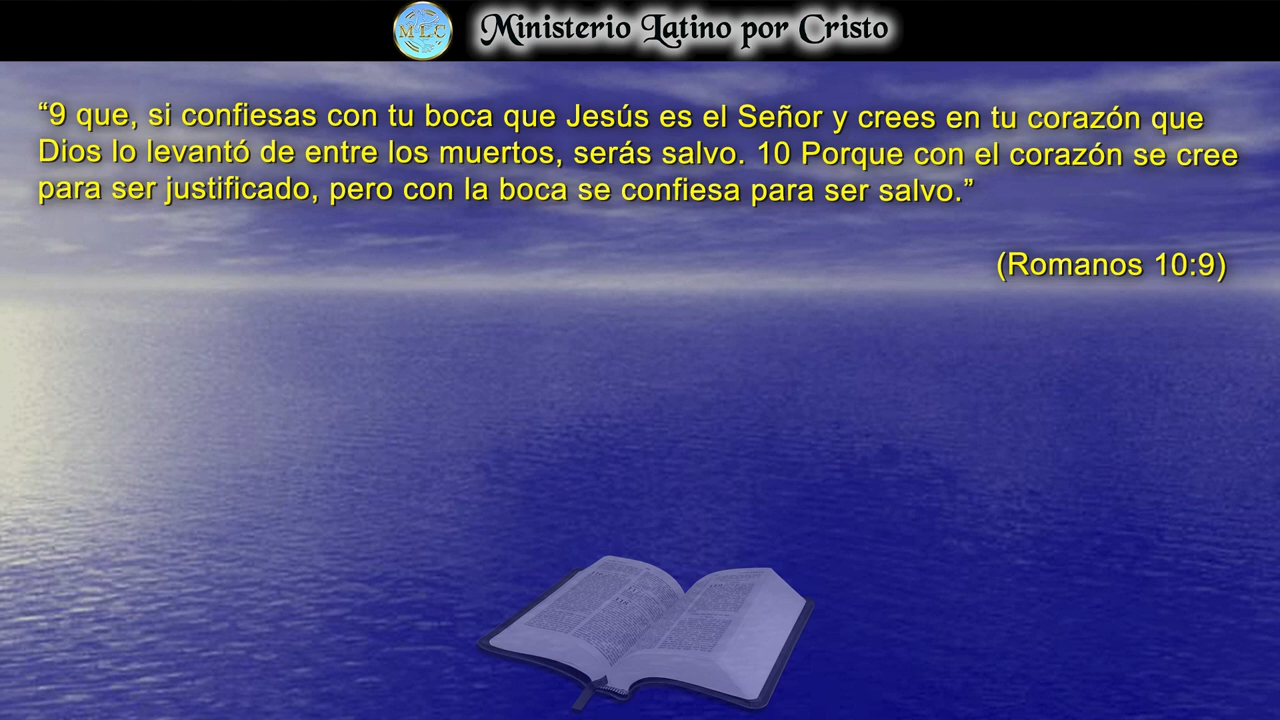 MLC
Ministerio Latino por Cristo
“9 que, si confiesas con tu boca que Jesús es el Señor y crees en tu corazón que
Dios lo levantó de entre los muertos, serás salvo. 10 Porque con el corazón se cree
para ser justificado, pero con la boca se confiesa para ser salvo.”
(Romanos 10:9)